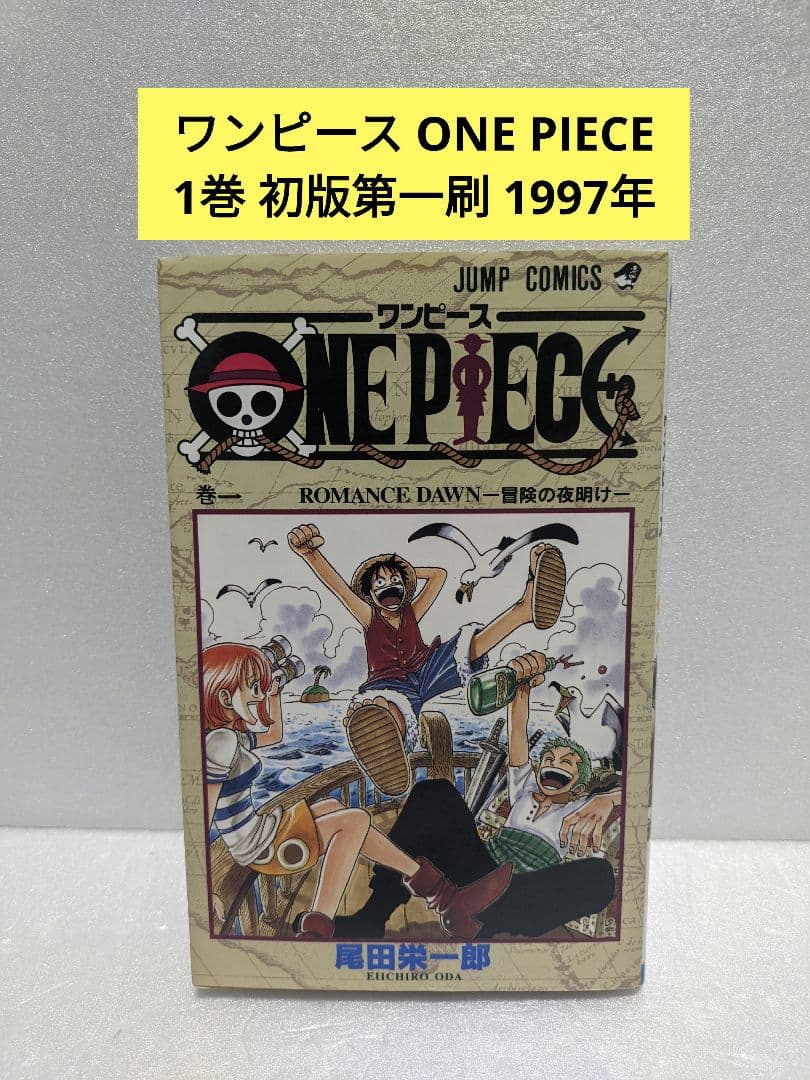 ワンピース ONE PIECE
1巻 初版第一刷 1997年
JUMP COMICS
ワンピース
ONE PIECE
巻一 ROMANCE DAWN—冒険の夜明け—
尾田栄一郎
EIICHIRO ODA